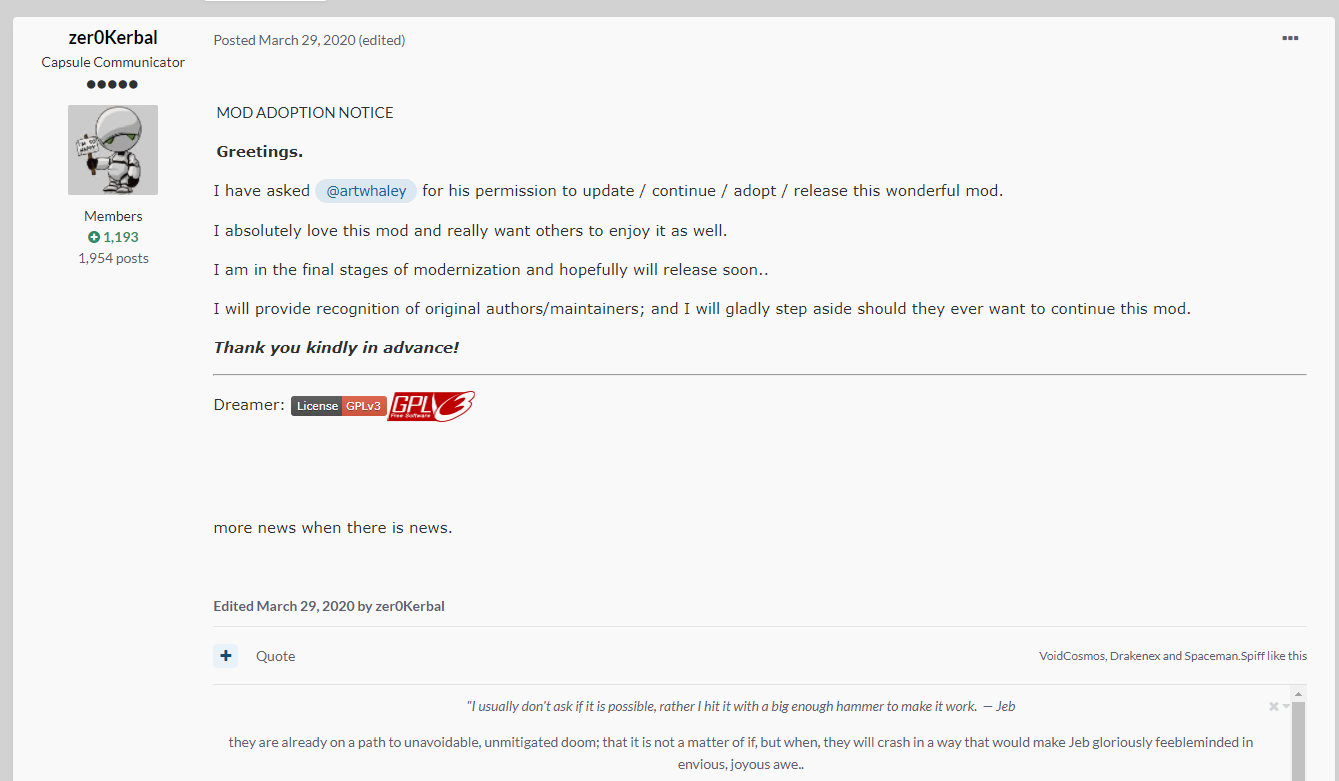 zer0Kerbal
Capsule Communicator
Posted March 29, 2020 (edited)
I'M SO
HAPPY
Members
1,193
1,954 posts
MOD ADOPTION NOTICE
Greetings.
I have asked @artwhaley for his permission to update / continue / adopt / release this wonderful mod.
I absolutely love this mod and really want others to enjoy it as well.
I am in the final stages of modernization and hopefully will release soon..
I will provide recognition of original authors/maintainers; and I will gladly step aside should they ever want to continue this mod.
Thank you kindly in advance!
Dreamer: License GPLv3 GPLv3
Free Software
more news when there is news.
Edited March 29, 2020 by zer0Kerbal
+ Quote
VoidCosmos, Drakenex and Spaceman.Spiff like this
"I usually don't ask if it is possible, rather I hit it with a big enough hammer to make it work. — Jeb
they are already on a path to unavoidable, unmitigated doom; that it is not a matter of if, but when, they will crash in a way that would make Jeb gloriously feebleminded in
envious, joyous awe..